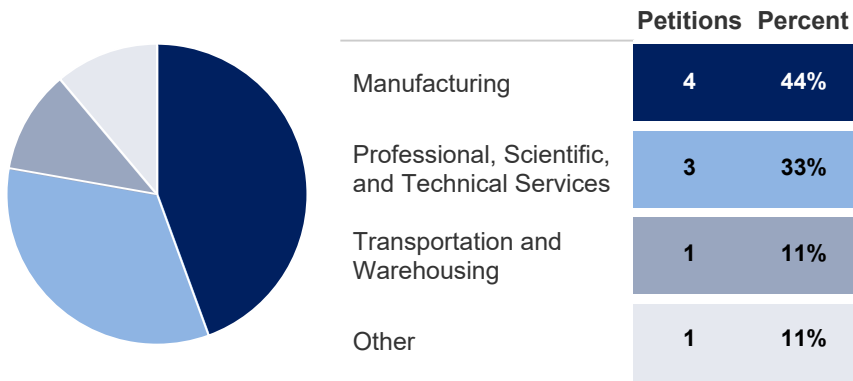 Petitions Percent
Manufacturing 4 44%
Professional, Scientific,
and Technical Services 3 33%
Transportation and
Warehousing 1 11%
Other 1 11%